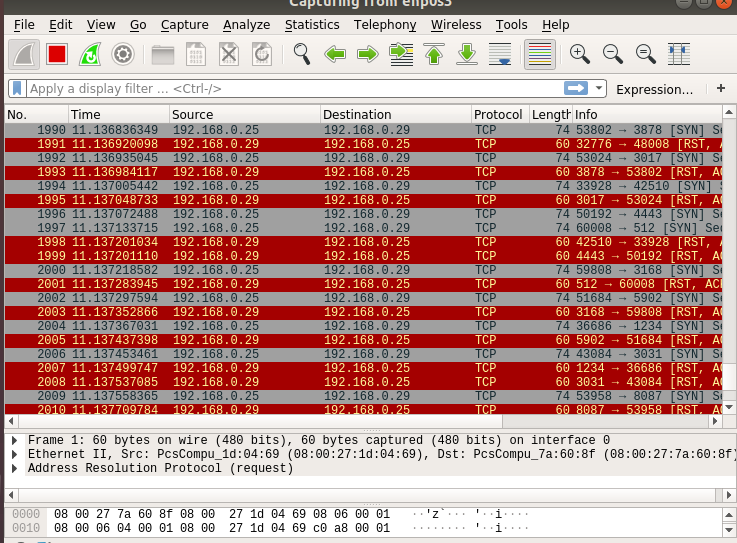 Capturing from enp0s3
File Edit View Go Capture Analyze Statistics Telephony Wireless Tools Help
Apply a display filter ... <Ctrl-/> Expression... +
No. Time Source Destination Protocol Length Info
1990 11.136836349 192.168.0.25 192.168.0.29 TCP 74 53802 → 3878 [SYN] Se
1991 11.136920098 192.168.0.29 192.168.0.25 TCP 60 32776 → 48008 [RST, A
1992 11.136935045 192.168.0.25 192.168.0.29 TCP 74 53024 → 3017 [SYN] Se
1993 11.136984117 192.168.0.29 192.168.0.25 TCP 60 3878 → 53802 [RST, AC
1994 11.137005442 192.168.0.25 192.168.0.29 TCP 74 33928 → 42510 [SYN] S
1995 11.137048733 192.168.0.29 192.168.0.25 TCP 60 3017 → 53024 [RST, AC
1996 11.137072488 192.168.0.25 192.168.0.29 TCP 74 50192 → 4443 [SYN] Se
1997 11.137133715 192.168.0.25 192.168.0.29 TCP 74 60008 → 512 [SYN] Seq
1998 11.137201034 192.168.0.29 192.168.0.25 TCP 60 42510 → 33928 [RST, A
1999 11.137201110 192.168.0.29 192.168.0.25 TCP 60 4443 → 50192 [RST, AC
2000 11.137218582 192.168.0.25 192.168.0.29 TCP 74 59808 → 3168 [SYN] Se
2001 11.137283945 192.168.0.29 192.168.0.25 TCP 60 512 → 60008 [RST, ACK
2002 11.137297594 192.168.0.25 192.168.0.29 TCP 74 51684 → 5902 [SYN] Se
2003 11.137352866 192.168.0.29 192.168.0.25 TCP 60 3168 → 59808 [RST, AC
2004 11.137367031 192.168.0.25 192.168.0.29 TCP 74 36686 → 1234 [SYN] Se
2005 11.137437398 192.168.0.29 192.168.0.25 TCP 60 5902 → 51684 [RST, AC
2006 11.137453461 192.168.0.25 192.168.0.29 TCP 74 43084 → 3031 [SYN] Se
2007 11.137499747 192.168.0.29 192.168.0.25 TCP 60 1234 → 36686 [RST, AC
2008 11.137537085 192.168.0.29 192.168.0.25 TCP 60 3031 → 43084 [RST, AC
2009 11.137558365 192.168.0.25 192.168.0.29 TCP 74 53958 → 8087 [SYN] Se
2010 11.137709784 192.168.0.29 192.168.0.25 TCP 60 8087 → 53958 [RST, AC
Frame 1: 60 bytes on wire (480 bits), 60 bytes captured (480 bits) on interface 0
Ethernet II, Src: PcsCompu_1d:04:69 (08:00:27:1d:04:69), Dst: PcsCompu_7a:60:8f (08:00:27:7a:60:8f)
Address Resolution Protocol (request)
0000 08 00 27 7a 60 8f 08 00 27 1d 04 69 08 06 00 01 ··'z`··· '··i····
0010 08 00 06 04 00 01 08 00 27 1d 04 69 c0 a8 00 01 ········ '··i····